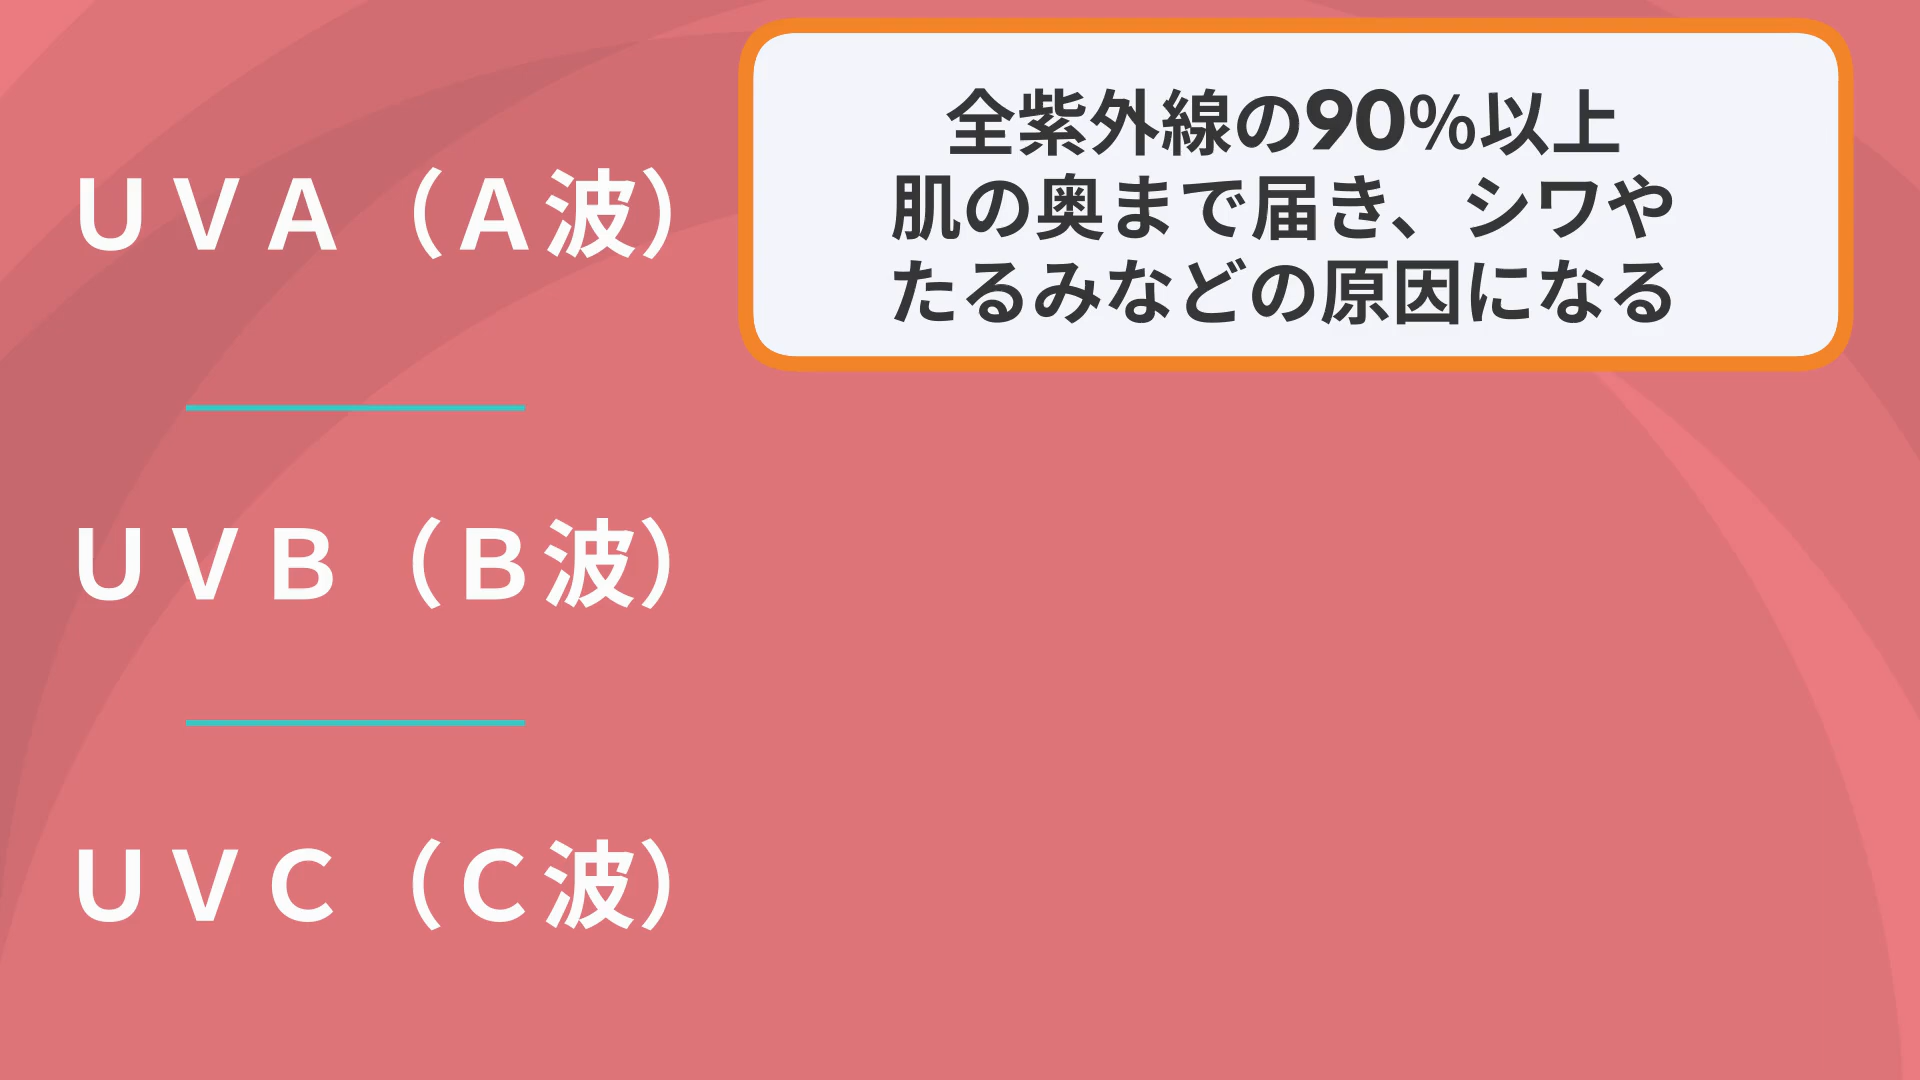 UVA（A波）
全紫外線の90%以上
肌の奥まで届き、シワや
たるみなどの原因になる
UVB（B波）
UVC（C波）